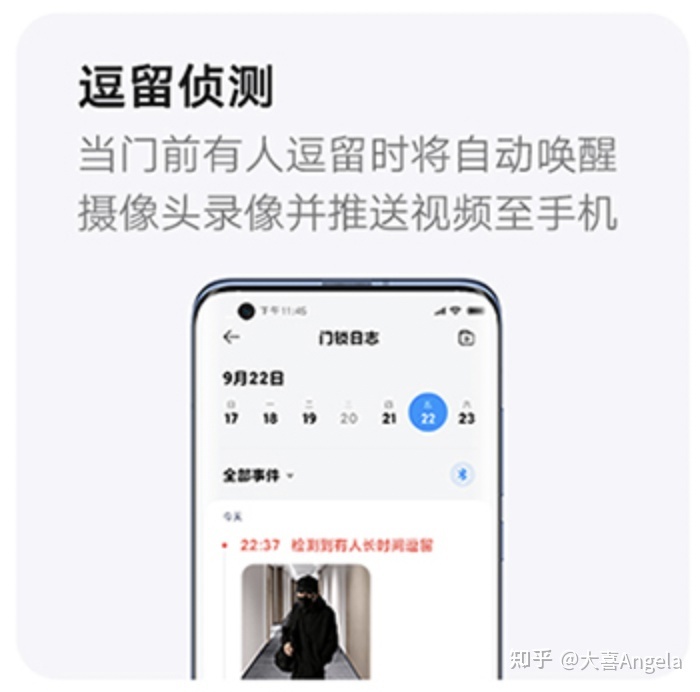 逗留侦测
当门前有人逗留时将自动唤醒
摄像头录像并推送视频至手机
下午11:45
门锁日志
9月22日
日 一 二 三 四 五 六
17 18 19 20 21 22 23
全部事件
今天
22:37 检测到有人长时间逗留
知乎 @大喜Angela